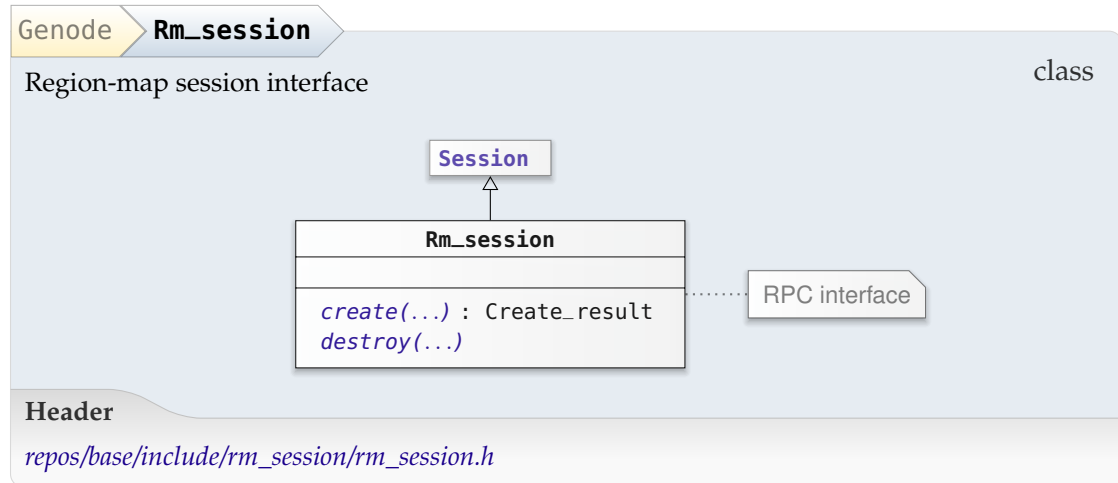 Genode Rm_session
class
Region-map session interface
Session
Rm_session
create(...) : Create_result
destroy(...)
RPC interface
Header
repos/base/include/rm_session/rm_session.h